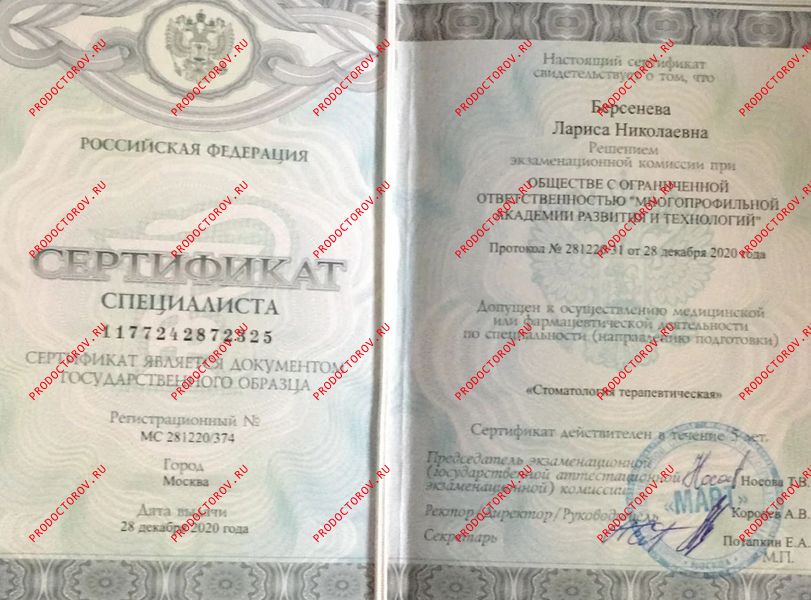 РОССИЙСКАЯ ФЕДЕРАЦИЯ
СЕРТИФИКАТ
СПЕЦИАЛИСТА
1177242872325
СЕРТИФИКАТ ЯВЛЯЕТСЯ ДОКУМЕНТОМ
ГОСУДАРСТВЕННОГО ОБРАЗЦА
Регистрационный №
МС 281220/374
Город
Москва
Дата выдачи
28 декабря 2020 года
Настоящий сертификат
свидетельствует о том, что
Берсенева
Лариса Николаевна
Решением
экзаменационной комиссии при
ОБЩЕСТВЕ С ОГРАНИЧЕННОЙ
ОТВЕТСТВЕННОСТЬЮ "МНОГОПРОФИЛЬНОЙ
АКАДЕМИИ РАЗВИТИЯ И ТЕХНОЛОГИЙ"
Протокол № от 28 декабря 2020 года
Допущен к осуществлению медицинской
или фармацевтической деятельности
по специальности (направлению подготовки)
«Стоматология терапевтическая»
Сертификат действителен в течение 5 лет.
Председатель экзаменационной
(государственной аттестационной
экзаменационной) комиссии
Носова Т.В.
Ректор/Директор/Руководитель
Королев А.В.
Секретарь
Потапкин Е.А.
М.П.
«МАРТ»
МОСКВА
PRODOCTOROV.RU